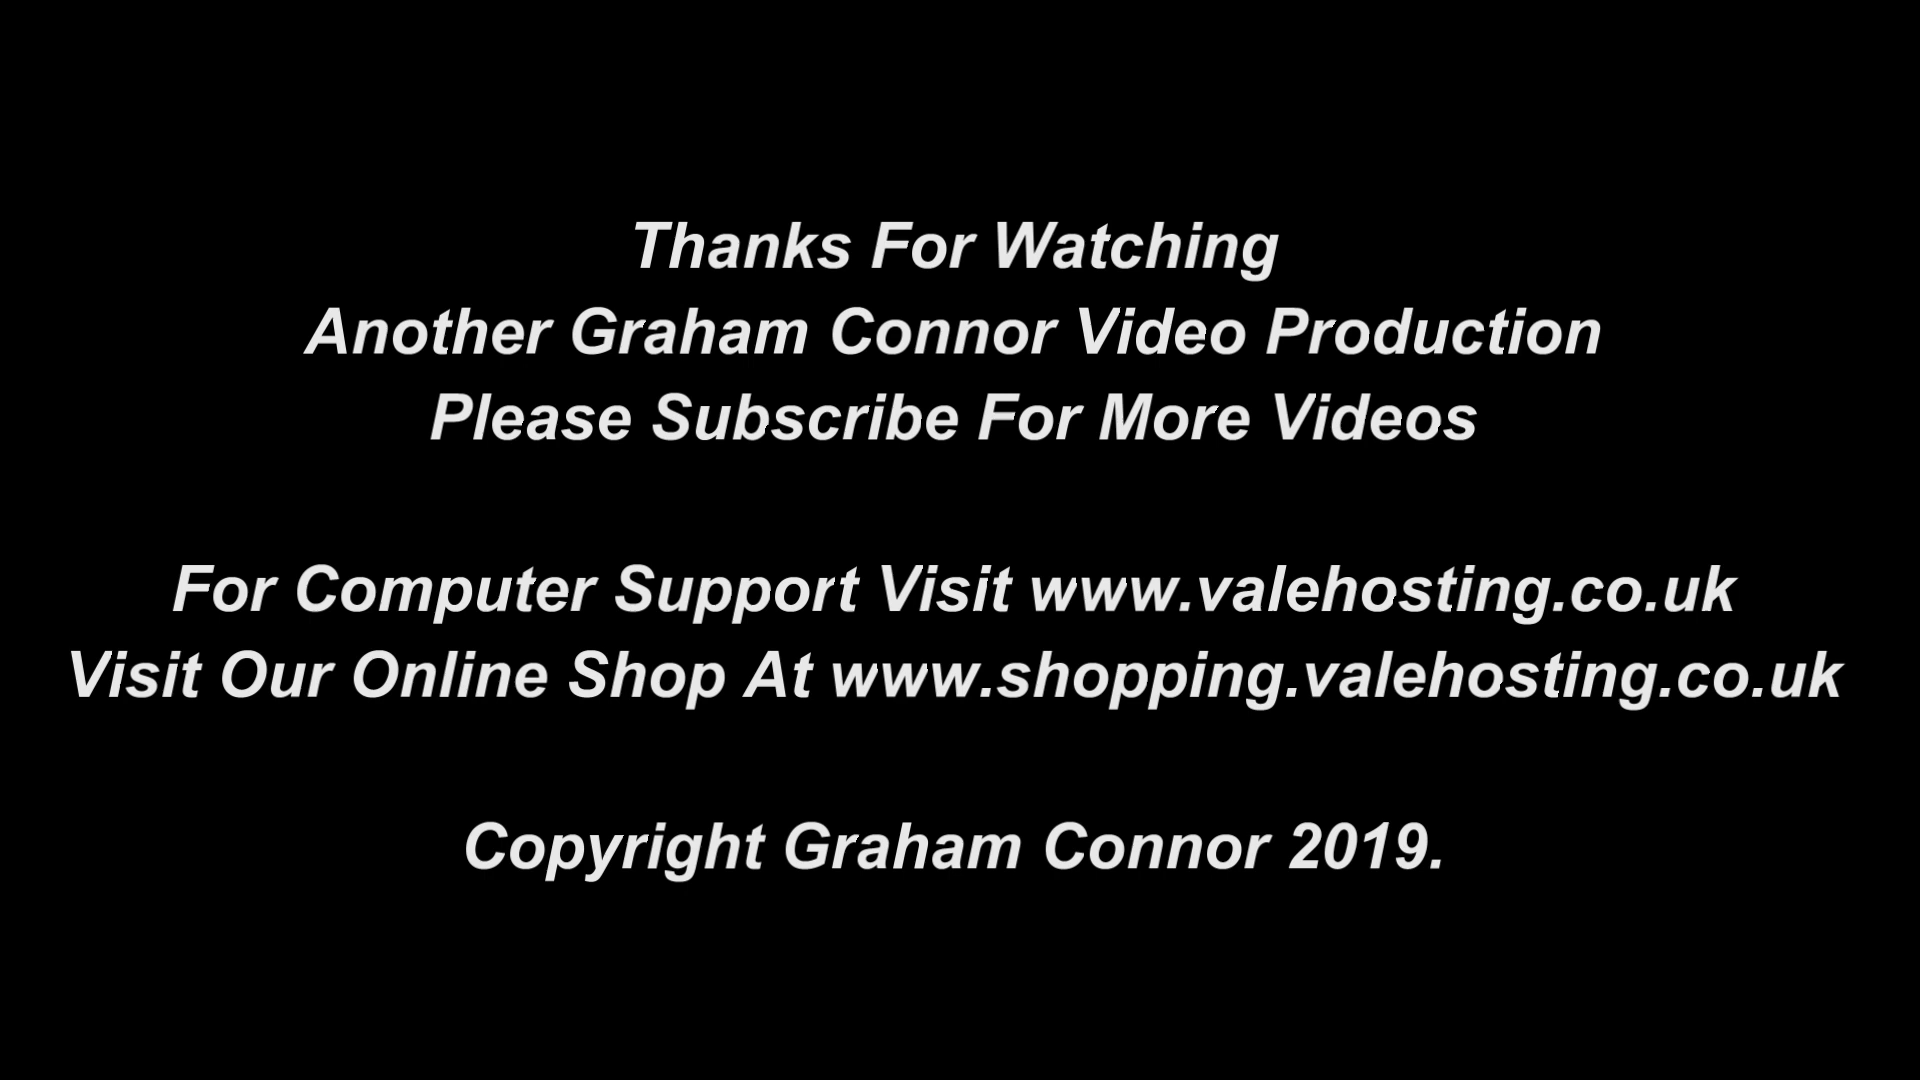 Thanks For Watching
Another Graham Connor Video Production
Please Subscribe For More Videos
For Computer Support Visit www.valehosting.co.uk
Visit Our Online Shop At www.shopping.valehosting.co.uk
Copyright Graham Connor 2019.